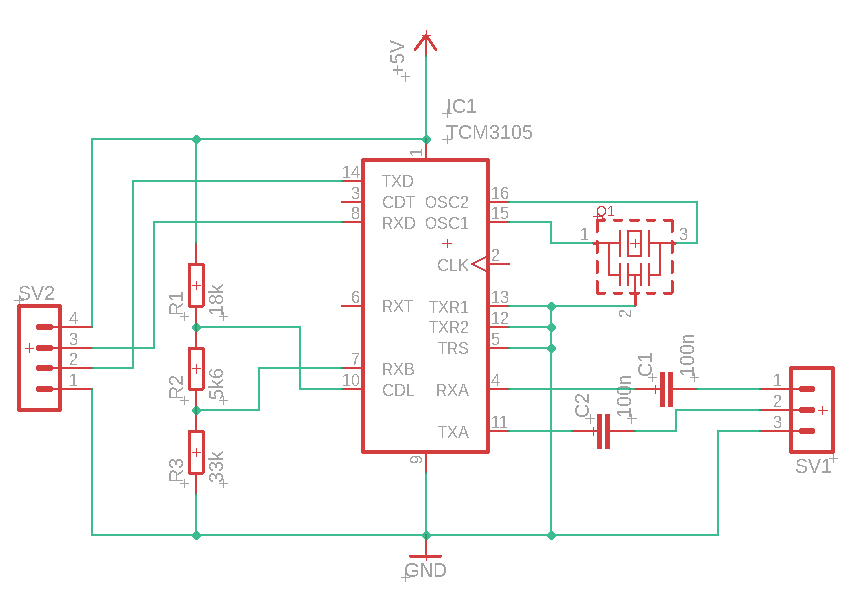 +5V
IC1
TCM3105
1
14 TXD
3 CDT OSC2 16
8 RXD OSC1 15
Q1
1 3
CLK 2
2
SV2
4
3
2
1
R1 18k
6 RXT TXR1 13
TXR2 12
TRS 5
R2 5k6
7 RXB
10 CDL RXA 4
C1 100n
C2 100n
TXA 11
1
2
3
SV1
R3 33k
9
GND